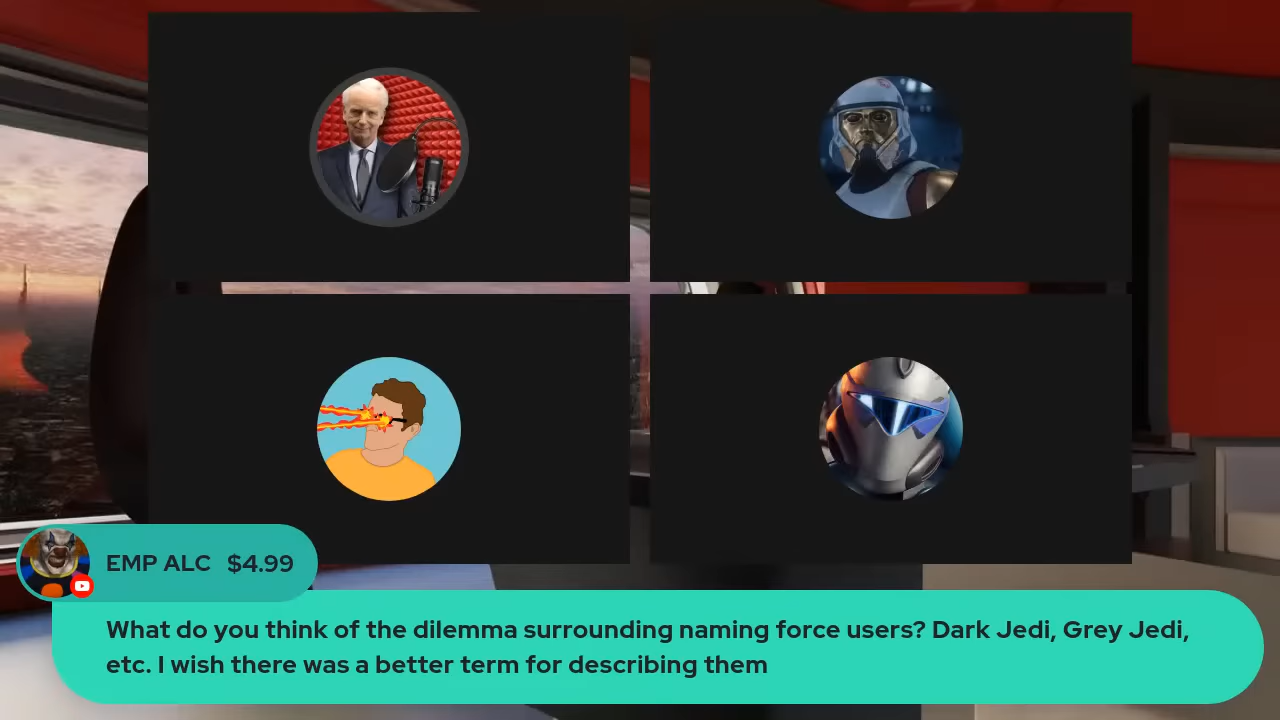 EMP ALC $4.99
What do you think of the dilemma surrounding naming force users? Dark Jedi, Grey Jedi,
etc. I wish there was a better term for describing them